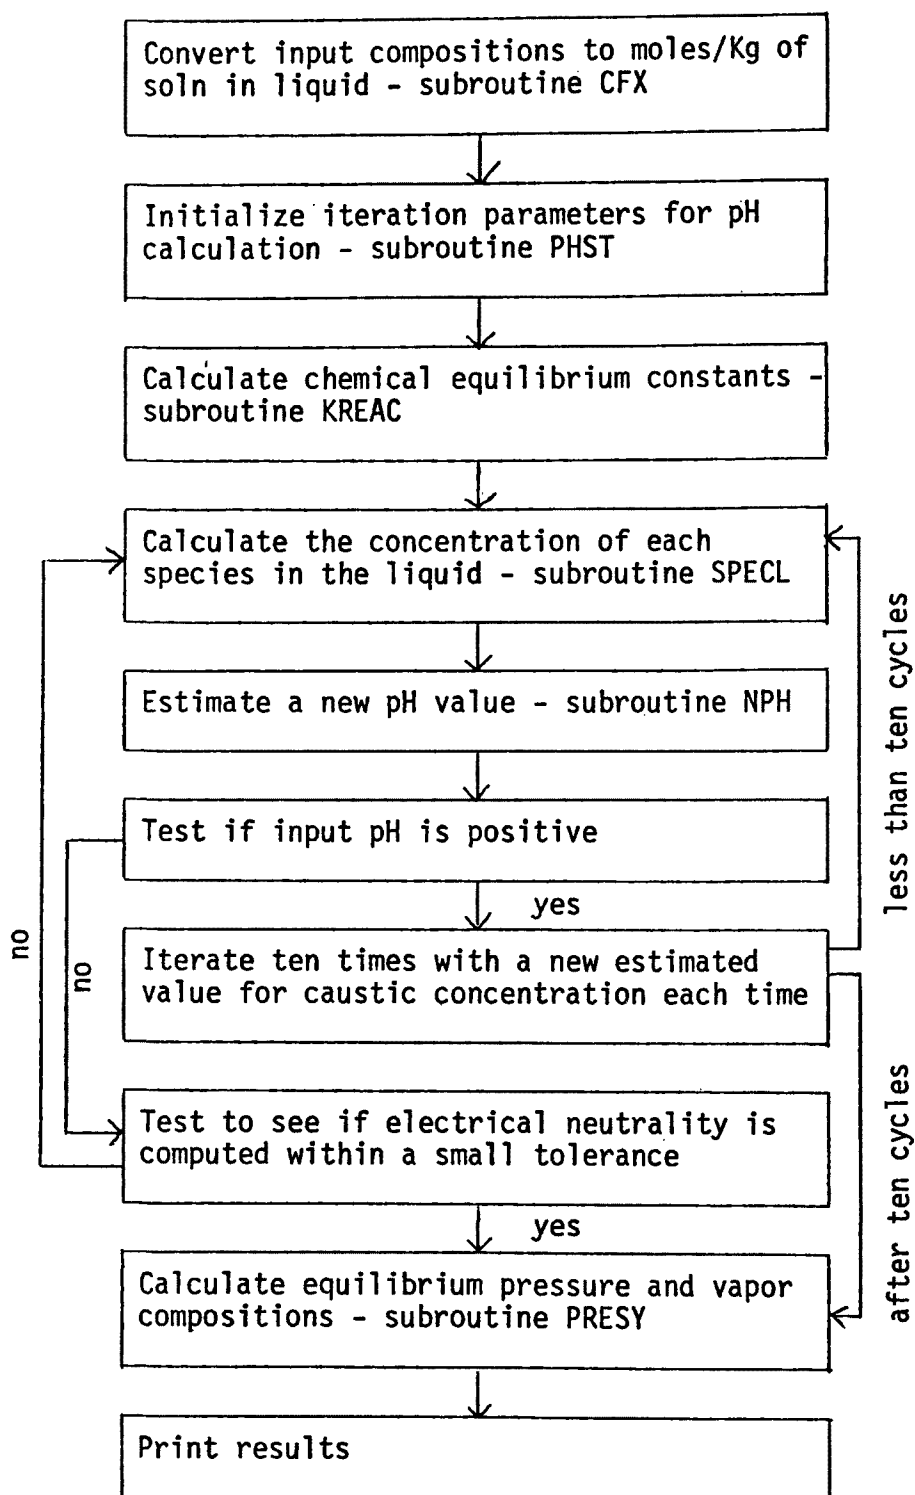 Convert input compositions to moles/Kg of
soln in liquid - subroutine CFX
Initialize iteration parameters for pH
calculation - subroutine PHST
Calculate chemical equilibrium constants -
subroutine KREAC
Calculate the concentration of each
species in the liquid - subroutine SPECL
Estimate a new pH value - subroutine NPH
Test if input pH is positive
yes
Iterate ten times with a new estimated
value for caustic concentration each time
Test to see if electrical neutrality is
computed within a small tolerance
yes
Calculate equilibrium pressure and vapor
compositions - subroutine PRESY
Print results
no
no
less than ten cycles
after ten cycles